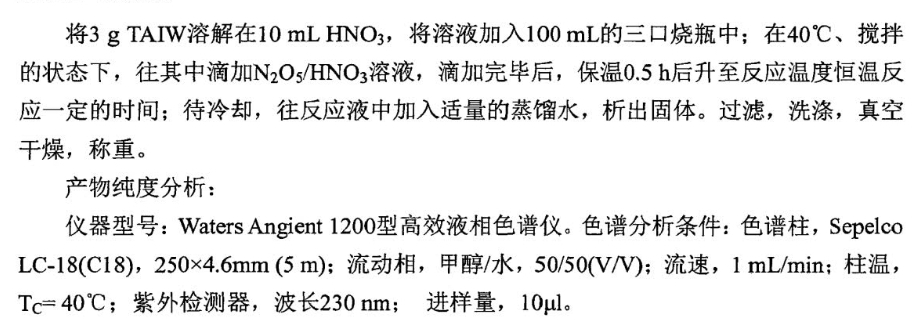 将3 g TAIW溶解在10 mL HNO₃，将溶液加入100 mL的三口烧瓶中；在40℃、搅拌
的状态下，往其中滴加N₂O₅/HNO₃溶液，滴加完毕后，保温0.5 h后升至反应温度恒温反
应一定的时间；待冷却，往反应液中加入适量的蒸馏水，析出固体。过滤，洗涤，真空
干燥，称重。
产物纯度分析：
仪器型号：Waters Angient 1200型高效液相色谱仪。色谱分析条件：色谱柱，Sepelco
LC-18(C18)，250×4.6mm (5 m)；流动相，甲醇/水，50/50(V/V)；流速，1 mL/min；柱温，
Tc= 40℃；紫外检测器，波长230 nm； 进样量，10μl。